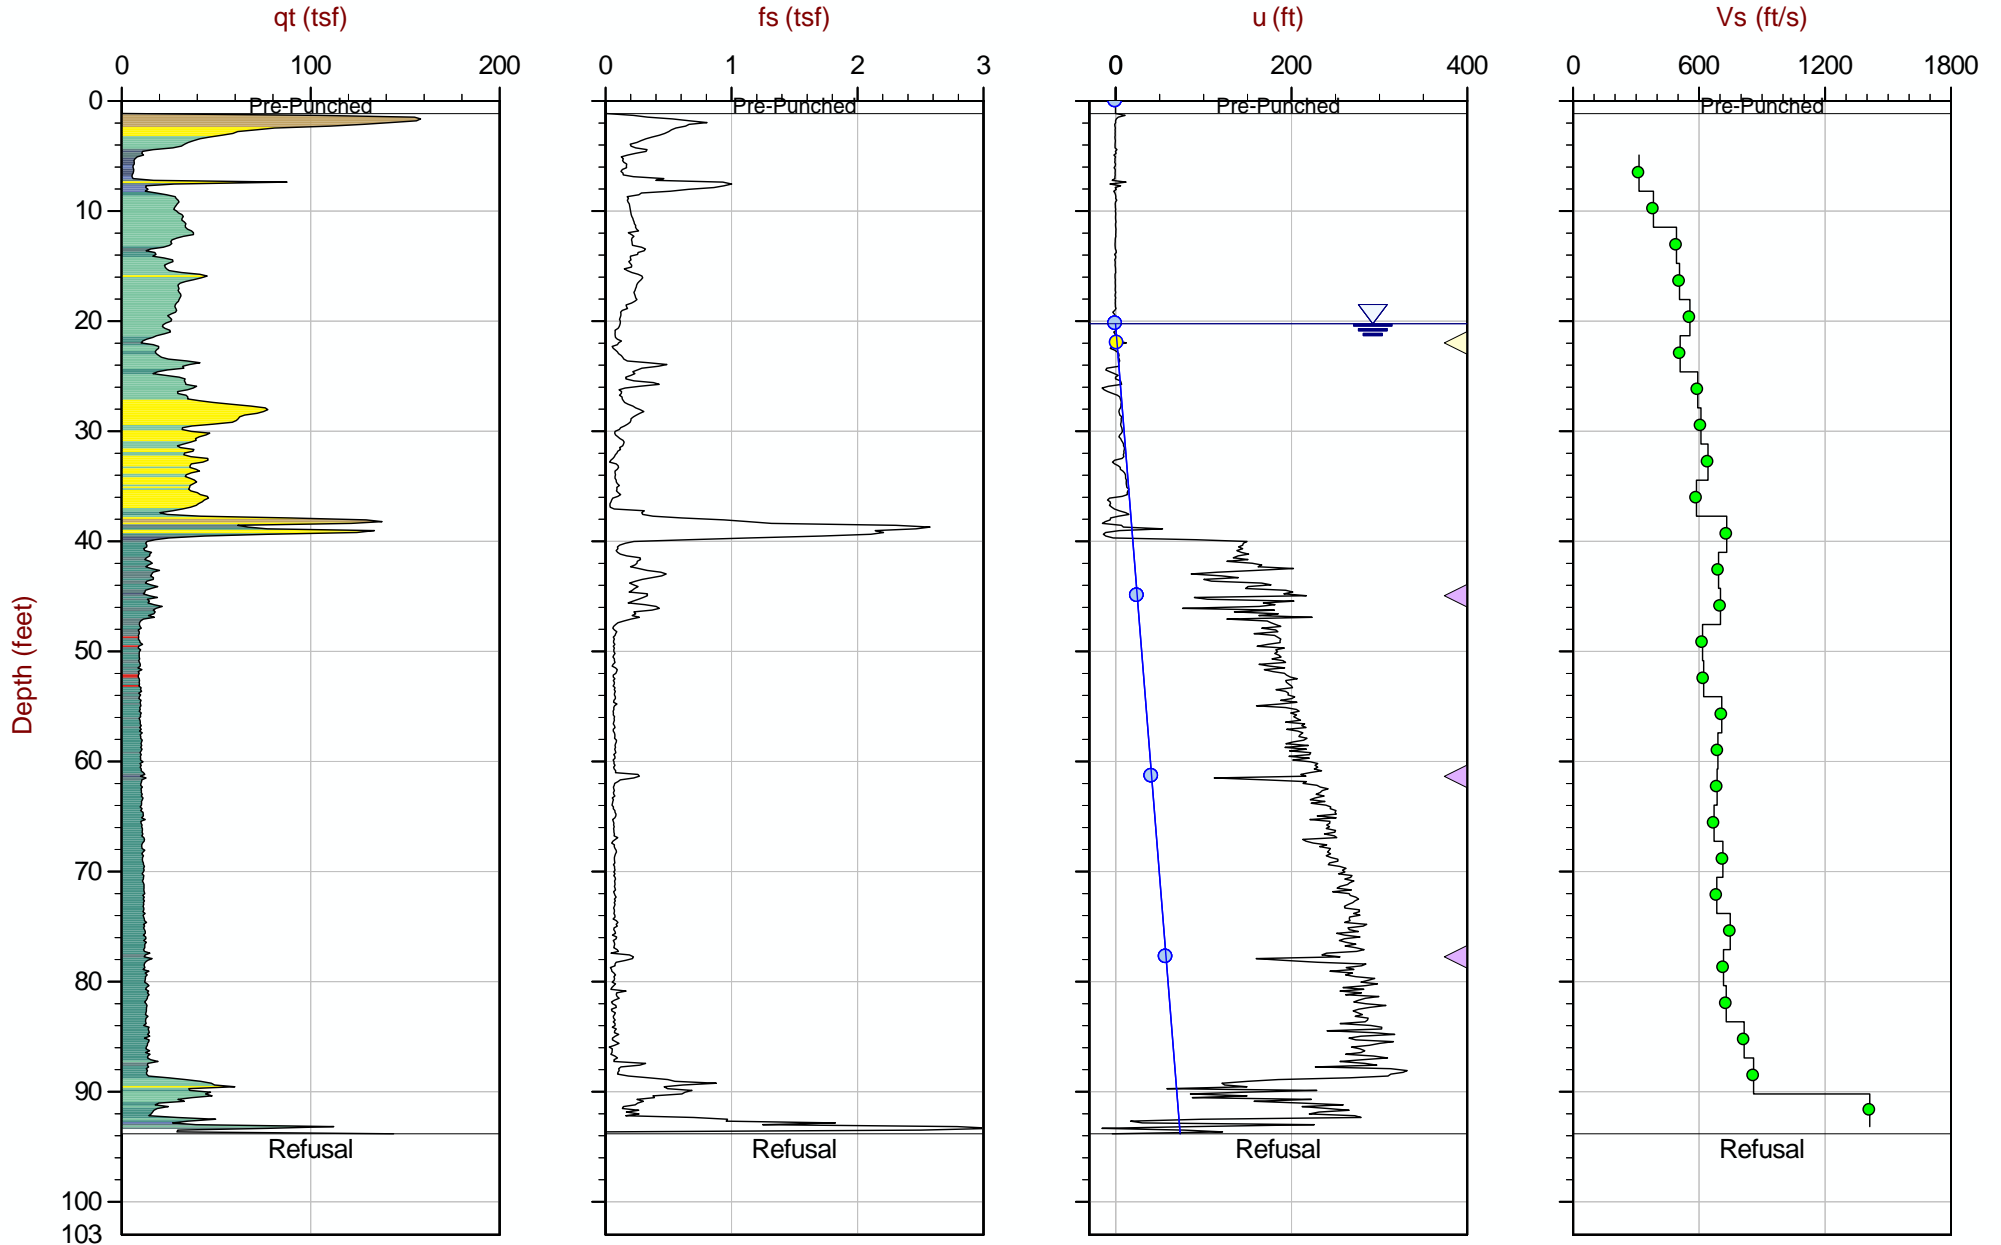 qt (tsf) fs (tsf) u (ft) Vs (ft/s)
0 100 200 0 1 2 3 0 200 400 0 600 1200 1800
0 Pre-Punched Pre-Punched Pre-Punched Pre-Punched
10
20
30
40
50
60
70
80
90
Refusal Refusal Refusal Refusal
100
103
Depth (feet)